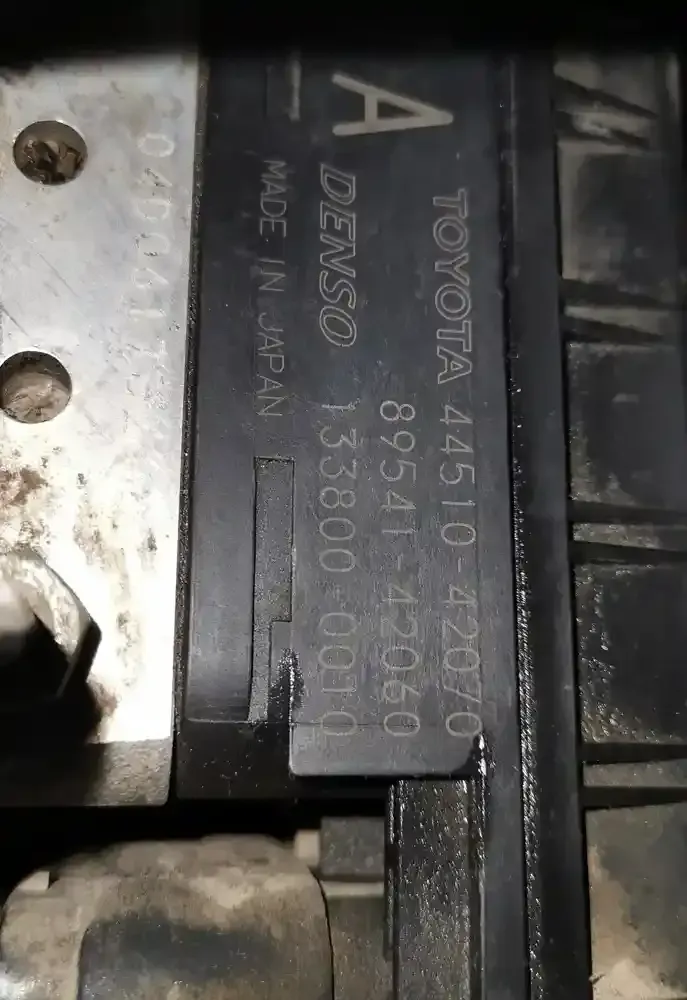 A
TOYOTA 44510-42070
89541-42060
DENSO 133800-0010
MADE IN JAPAN